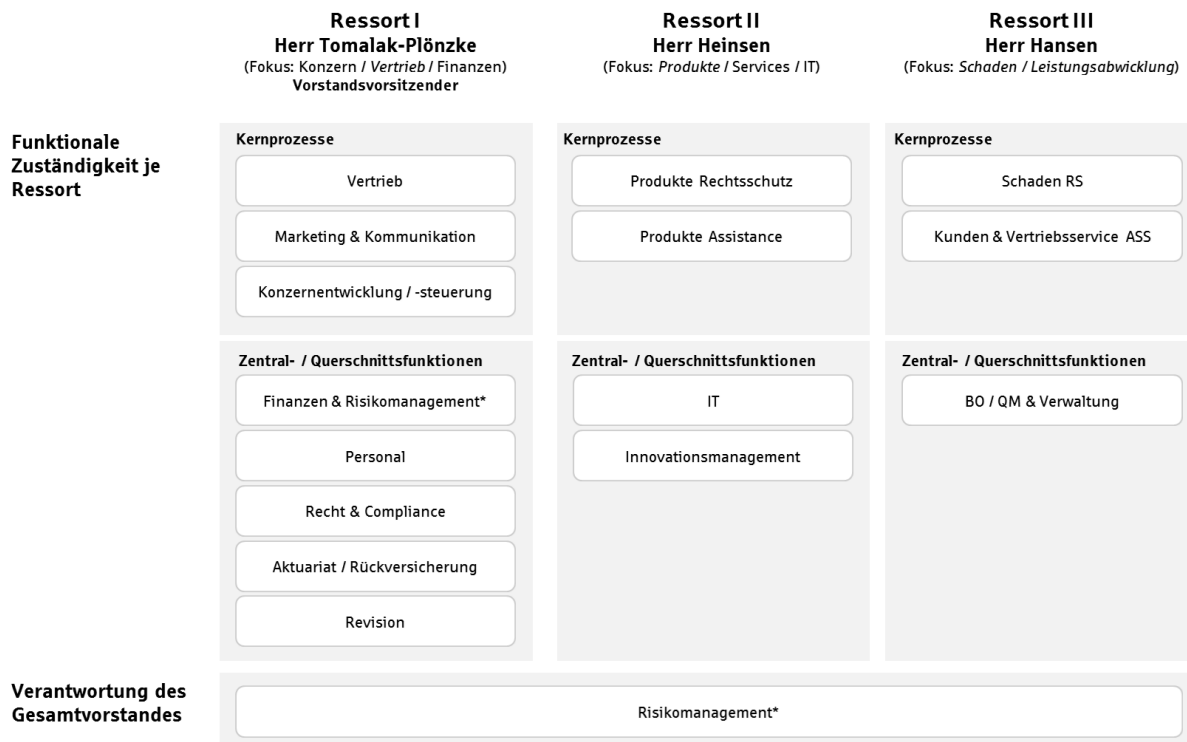 Ressort I
Herr Tomalak-Plönzke
(Fokus: Konzern / Vertrieb / Finanzen)
Vorstandsvorsitzender
Ressort II
Herr Heinsen
(Fokus: Produkte / Services / IT)
Ressort III
Herr Hansen
(Fokus: Schaden / Leistungsabwicklung)
Funktionale
Zuständigkeit je
Ressort
Kernprozesse
Vertrieb
Marketing & Kommunikation
Konzernentwicklung / -steuerung
Kernprozesse
Produkte Rechtsschutz
Produkte Assistance
Kernprozesse
Schaden RS
Kunden & Vertriebsservice ASS
Zentral- / Querschnittsfunktionen
Finanzen & Risikomanagement*
Personal
Recht & Compliance
Aktuariat / Rückversicherung
Revision
Zentral- / Querschnittsfunktionen
IT
Innovationsmanagement
Zentral- / Querschnittsfunktionen
BO / QM & Verwaltung
Verantwortung des
Gesamtvorstandes
Risikomanagement*